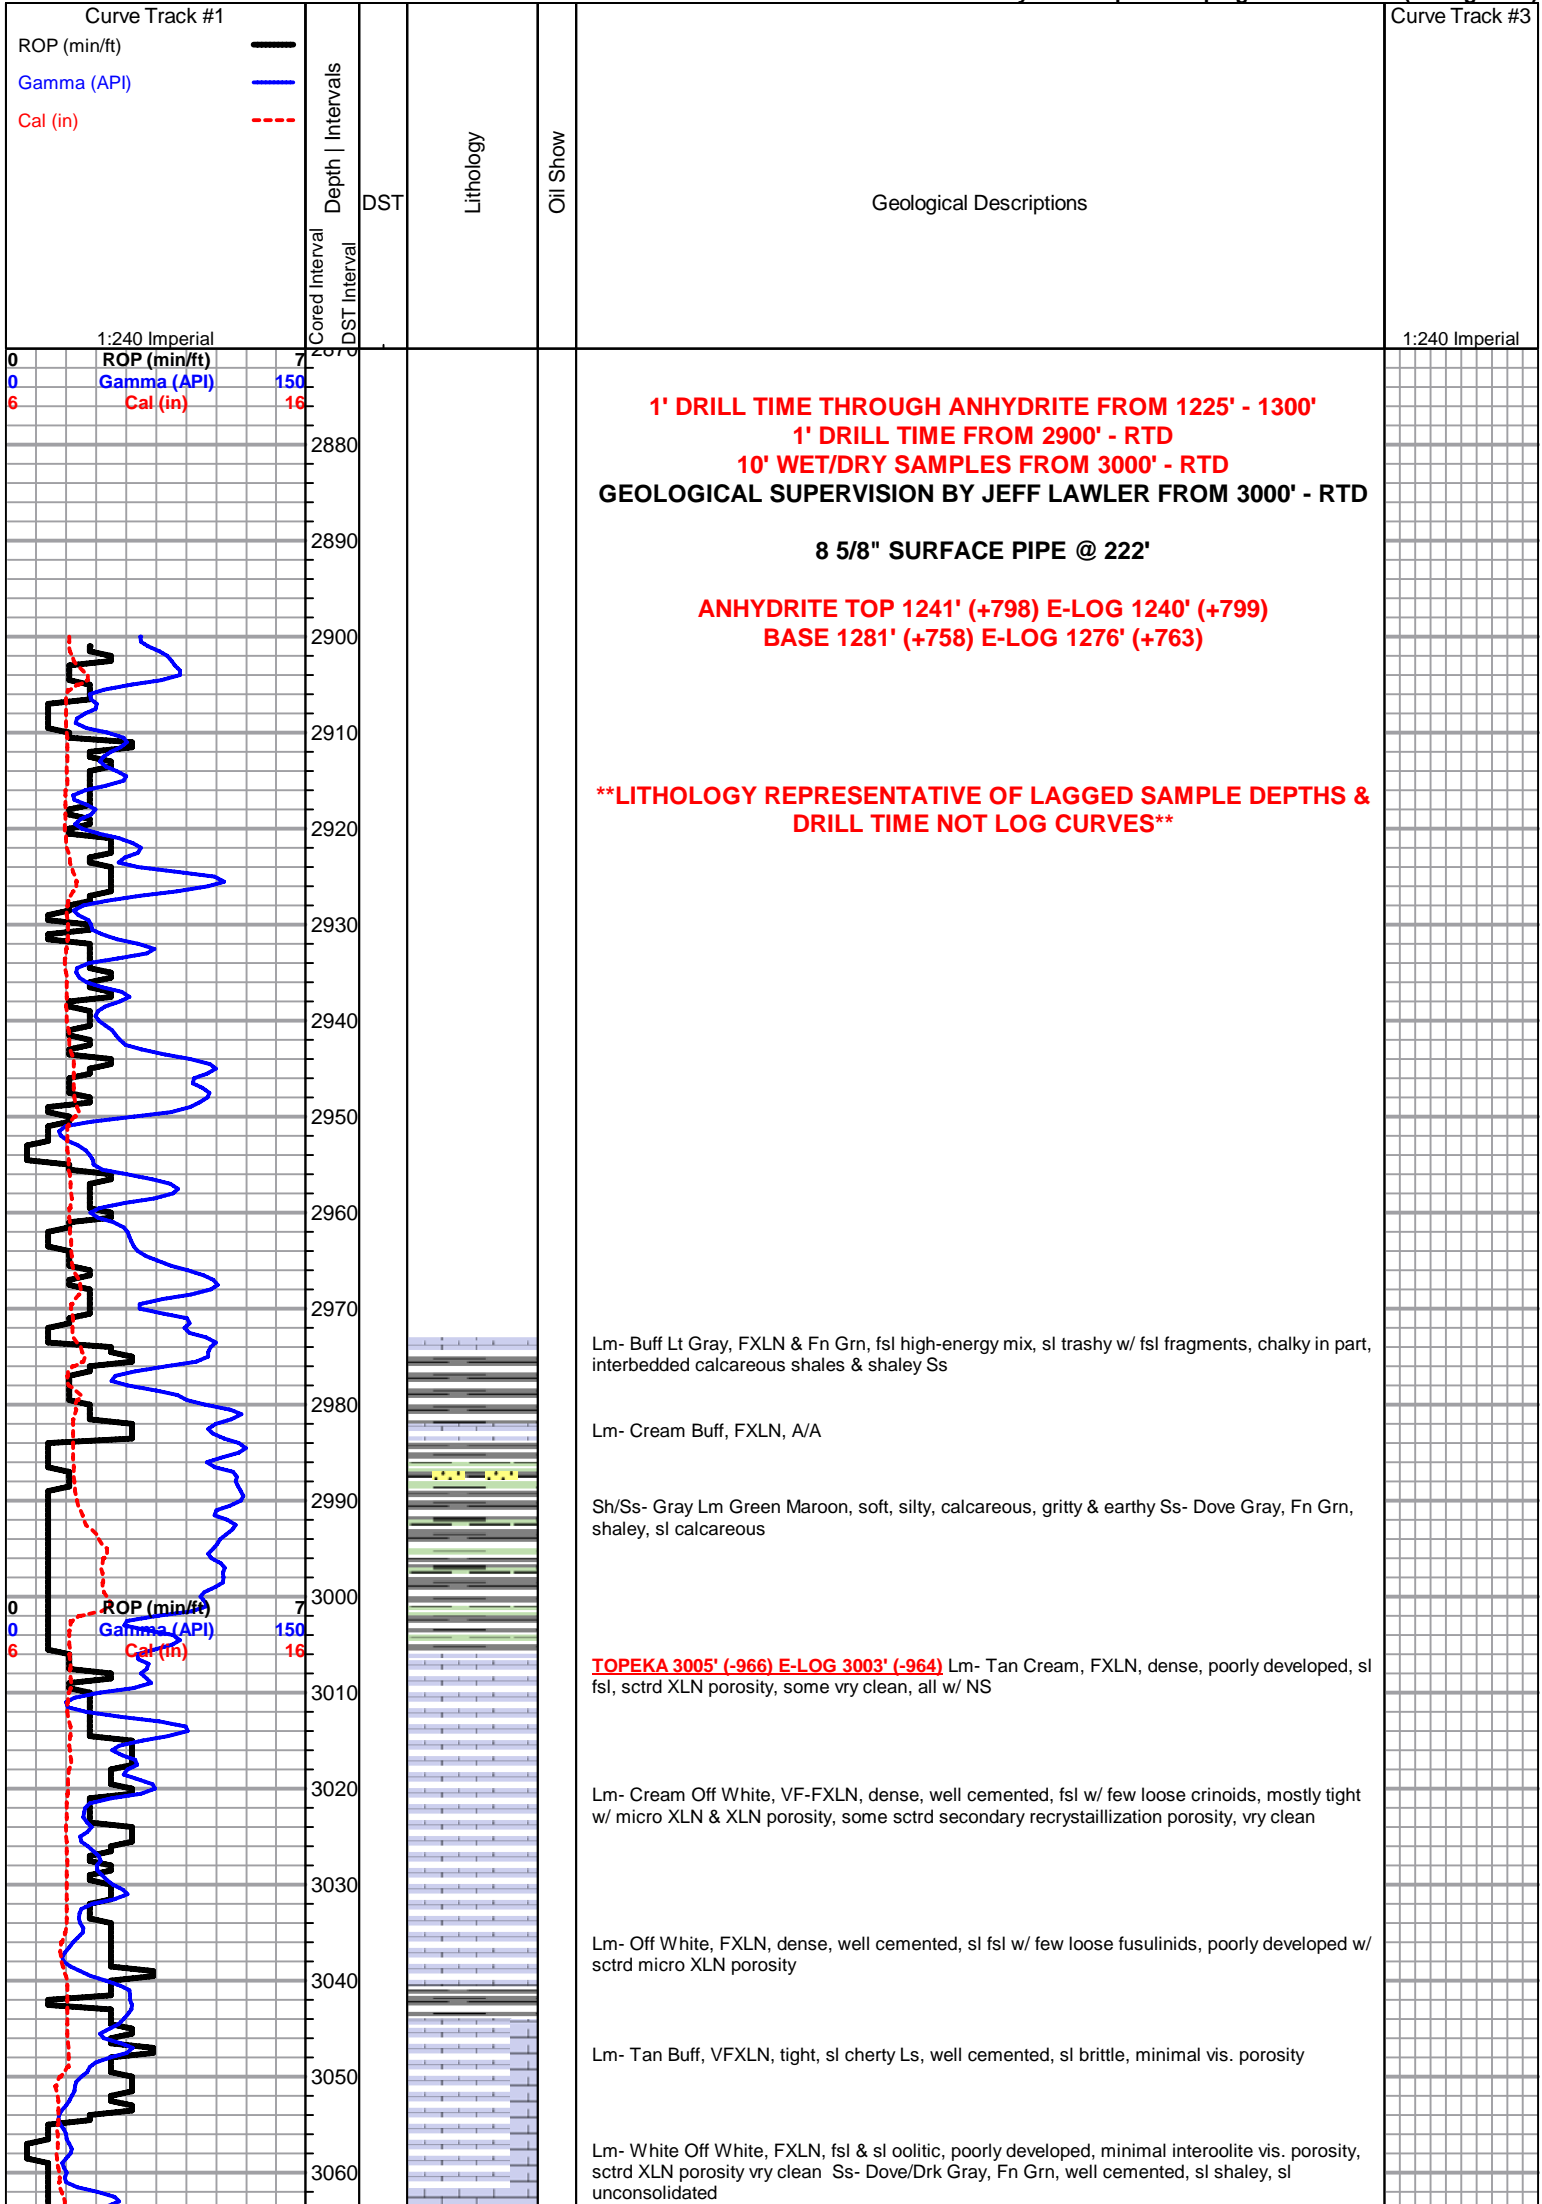 Curve Track #1
ROP (min/ft)
Gamma (API)
Cal (in)
1:240 Imperial
Depth | Intervals
Cored Interval
DST Interval
DST
Lithology
Oil Show
Geological Descriptions
Curve Track #3
1:240 Imperial
0 ROP (min/ft) 7
0 Gamma (API) 150
6 Cal (in) 16
2870
1' DRILL TIME THROUGH ANHYDRITE FROM 1225' - 1300'
1' DRILL TIME FROM 2900' - RTD
2880
10' WET/DRY SAMPLES FROM 3000' - RTD
GEOLOGICAL SUPERVISION BY JEFF LAWLER FROM 3000' - RTD
2890
8 5/8" SURFACE PIPE @ 222'
ANHYDRITE TOP 1241' (+798) E-LOG 1240' (+799)
BASE 1281' (+758) E-LOG 1276' (+763)
2900
2910
**LITHOLOGY REPRESENTATIVE OF LAGGED SAMPLE DEPTHS &
DRILL TIME NOT LOG CURVES**
2920
2930
2940
2950
2960
2970
Lm- Buff Lt Gray, FXLN & Fn Grn, fsl high-energy mix, sl trashy w/ fsl fragments, chalky in part,
interbedded calcareous shales & shaley Ss
2980
Lm- Cream Buff, FXLN, A/A
2990
Sh/Ss- Gray Lm Green Maroon, soft, silty, calcareous, gritty & earthy Ss- Dove Gray, Fn Grn,
shaley, sl calcareous
3000
0 ROP (min/ft) 7
0 Gamma (API) 150
6 Cal (in) 16
TOPEKA 3005' (-966) E-LOG 3003' (-964) Lm- Tan Cream, FXLN, dense, poorly developed, sl
fsl, sctrd XLN porosity, some vry clean, all w/ NS
3010
3020
Lm- Cream Off White, VF-FXLN, dense, well cemented, fsl w/ few loose crinoids, mostly tight
w/ micro XLN & XLN porosity, some sctrd secondary recrystaillization porosity, vry clean
3030
Lm- Off White, FXLN, dense, well cemented, sl fsl w/ few loose fusulinids, poorly developed w/
sctrd micro XLN porosity
3040
Lm- Tan Buff, VFXLN, tight, sl cherty Ls, well cemented, sl brittle, minimal vis. porosity
3050
Lm- White Off White, FXLN, fsl & sl oolitic, poorly developed, minimal interoolite vis. porosity,
sctrd XLN porosity vry clean  Ss- Dove/Drk Gray, Fn Grn, well cemented, sl shaley, sl
unconsolidated
3060